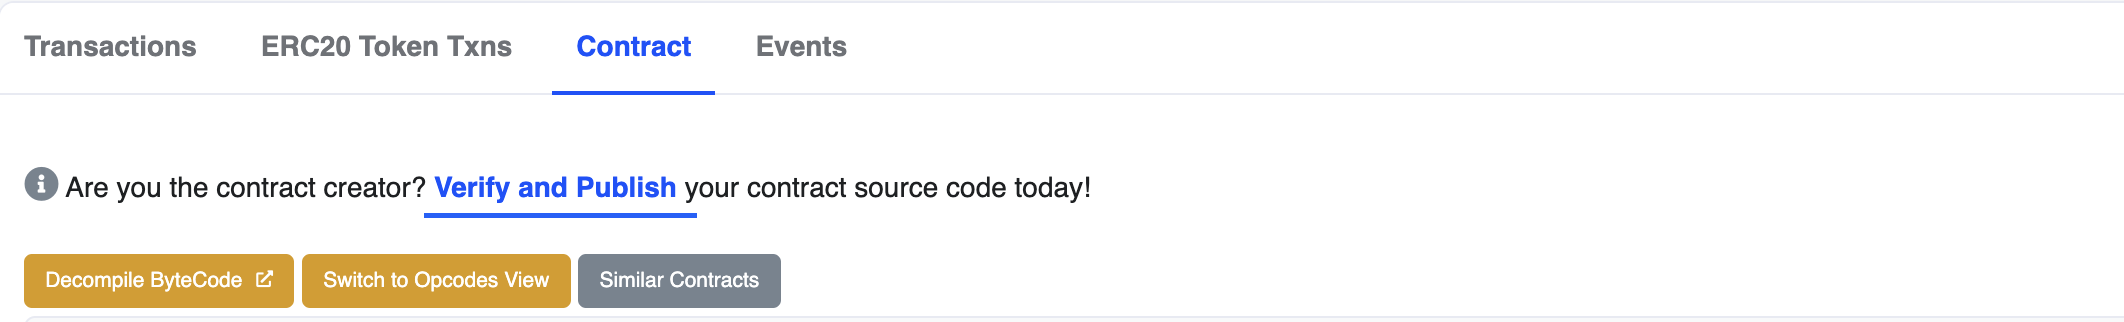 Transactions ERC20 Token Txns Contract Events
Are you the contract creator? Verify and Publish your contract source code today!
Decompile ByteCode Switch to Opcodes View Similar Contracts